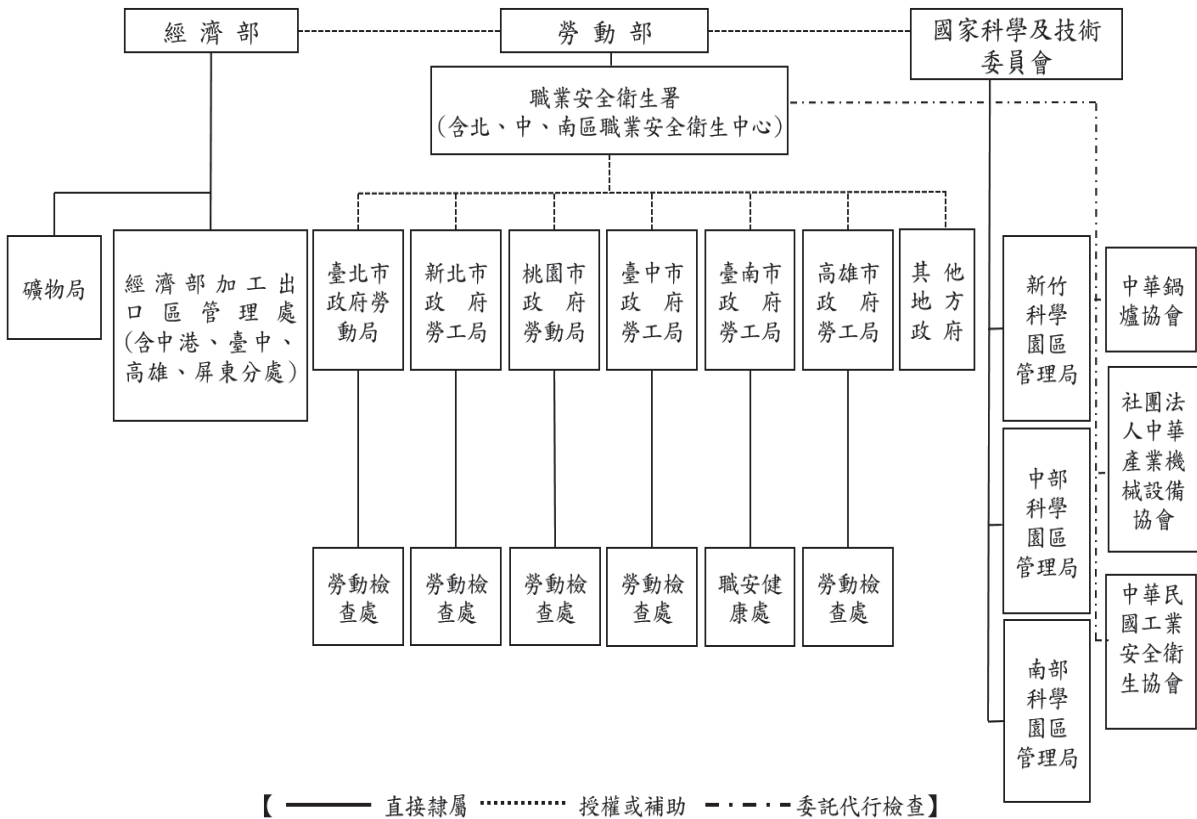 經濟部
勞動部
國家科學及技術
委員會
職業安全衛生署
(含北、中、南區職業安全衛生中心)
礦物局
經濟部加工出
口區管理處
(含中港、臺中、
高雄、屏東分處)
臺北市
政府勞
動局
新北市
政府
勞工局
桃園市
政府
勞動局
臺中市
政府
勞工局
臺南市
政府
勞工局
高雄市
政府
勞工局
其他
地方
政府
新竹
科學
園區
管理局
中華鍋
爐協會
社團法
人中華
產業機
械設備
協會
中部
科學
園區
管理局
勞動檢
查處
勞動檢
查處
勞動檢
查處
勞動檢
查處
職安健
康處
勞動檢
查處
中華民
國工業
安全衛
生協會
南部
科學
園區
管理局
【 直接隸屬 授權或補助 委託代行檢查】